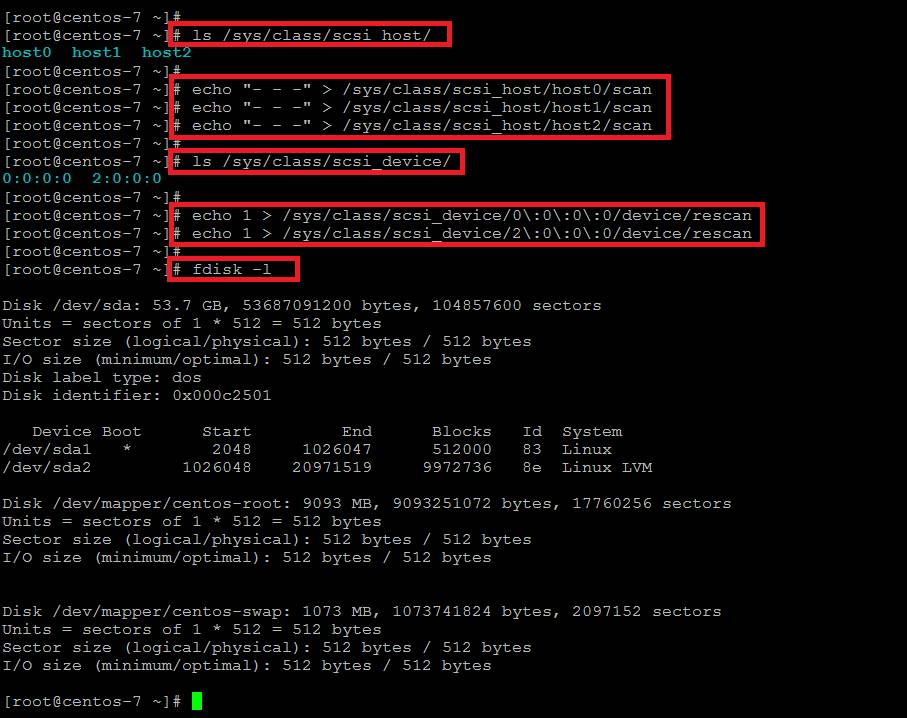 [root@centos-7 ~]#
[root@centos-7 ~]# ls /sys/class/scsi_host/
host0  host1  host2
[root@centos-7 ~]#
[root@centos-7 ~]# echo "- - -" > /sys/class/scsi_host/host0/scan
[root@centos-7 ~]# echo "- - -" > /sys/class/scsi_host/host1/scan
[root@centos-7 ~]# echo "- - -" > /sys/class/scsi_host/host2/scan
[root@centos-7 ~]#
[root@centos-7 ~]# ls /sys/class/scsi_device/
0:0:0:0  2:0:0:0
[root@centos-7 ~]#
[root@centos-7 ~]# echo 1 > /sys/class/scsi_device/0\:0\:0\:0/device/rescan
[root@centos-7 ~]# echo 1 > /sys/class/scsi_device/2\:0\:0\:0/device/rescan
[root@centos-7 ~]#
[root@centos-7 ~]# fdisk -l
Disk /dev/sda: 53.7 GB, 53687091200 bytes, 104857600 sectors
Units = sectors of 1 * 512 = 512 bytes
Sector size (logical/physical): 512 bytes / 512 bytes
I/O size (minimum/optimal): 512 bytes / 512 bytes
Disk label type: dos
Disk identifier: 0x000c2501
   Device Boot      Start         End      Blocks   Id  System
/dev/sda1   *        2048     1026047      512000   83  Linux
/dev/sda2         1026048    20971519     9972736   8e  Linux LVM
Disk /dev/mapper/centos-root: 9093 MB, 9093251072 bytes, 17760256 sectors
Units = sectors of 1 * 512 = 512 bytes
Sector size (logical/physical): 512 bytes / 512 bytes
I/O size (minimum/optimal): 512 bytes / 512 bytes
Disk /dev/mapper/centos-swap: 1073 MB, 1073741824 bytes, 2097152 sectors
Units = sectors of 1 * 512 = 512 bytes
Sector size (logical/physical): 512 bytes / 512 bytes
I/O size (minimum/optimal): 512 bytes / 512 bytes
[root@centos-7 ~]#